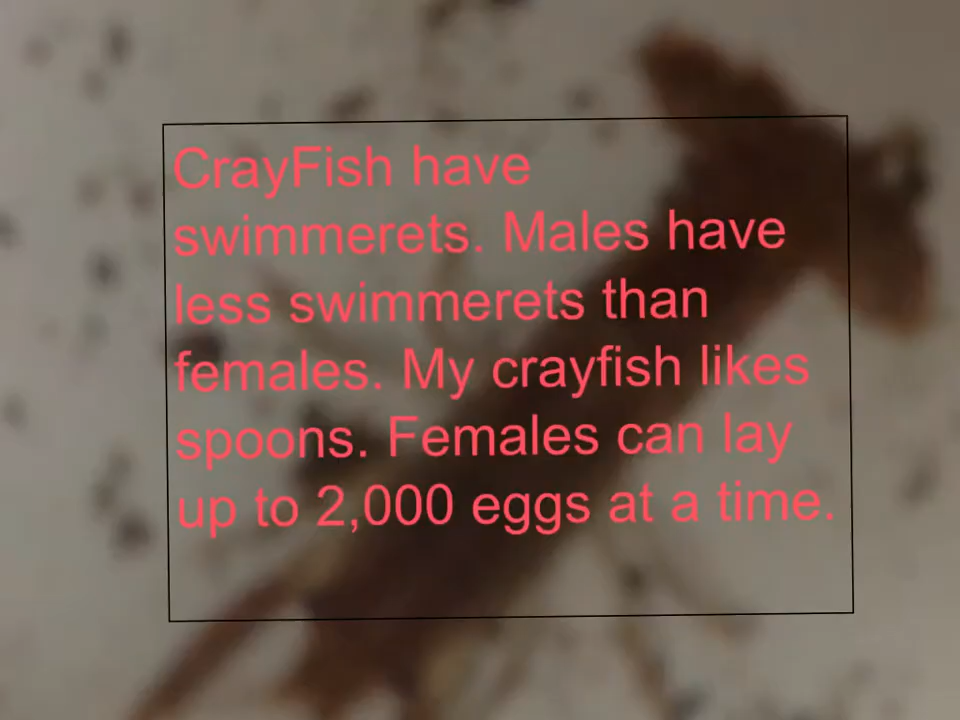 CrayFish have
swimmerets. Males have
less swimmerets than
females. My crayfish likes
spoons. Females can lay
up to 2,000 eggs at a time.